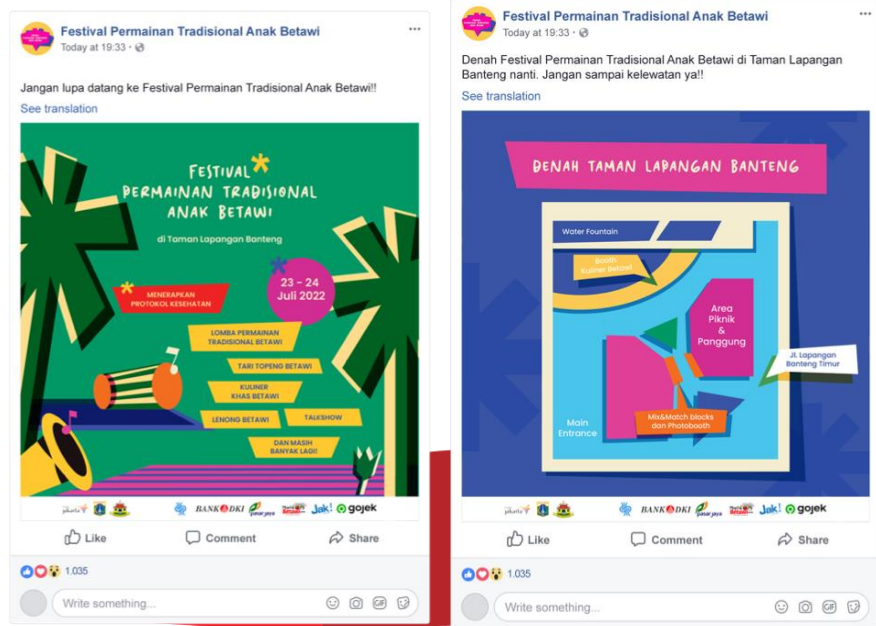 Festival Permainan Tradisional Anak Betawi
Today at 19:33
Jangan lupa datang ke Festival Permainan Tradisional Anak Betawi!!
See translation
FESTIVAL
PERMAINAN TRADISIONAL
ANAK BETAWI
di Taman Lapangan Banteng
23 – 24
Juli 2022
MENERAPKAN
PROTOKOL KESEHATAN
LOMBA PERMAINAN
TRADISIONAL BETAWI
TARI TOPENG BETAWI
KULINER
KHAS BETAWI
LENONG BETAWI
TALKSHOW
DAN MASIH
BANYAK LAGI!
BANK DKI
pasar jaya
Jak!
gojek
Like
Comment
Share
1.035
Write something...
GIF
Festival Permainan Tradisional Anak Betawi
Today at 19:33
Denah Festival Permainan Tradisional Anak Betawi di Taman Lapangan
Banteng nanti. Jangan sampai kelewatan ya!!
See translation
DENAH TAMAN LAPANGAN BANTENG
Water Fountain
Booth
Kuliner
Area
Piknik
&
Panggung
Jl. Lapangan
Banteng Timur
Mix&Match blocks
dan Photobooth
Main
Entrance
BANK DKI
pasar jaya
Jak!
gojek
Like
Comment
Share
1.035
Write something...
GIF